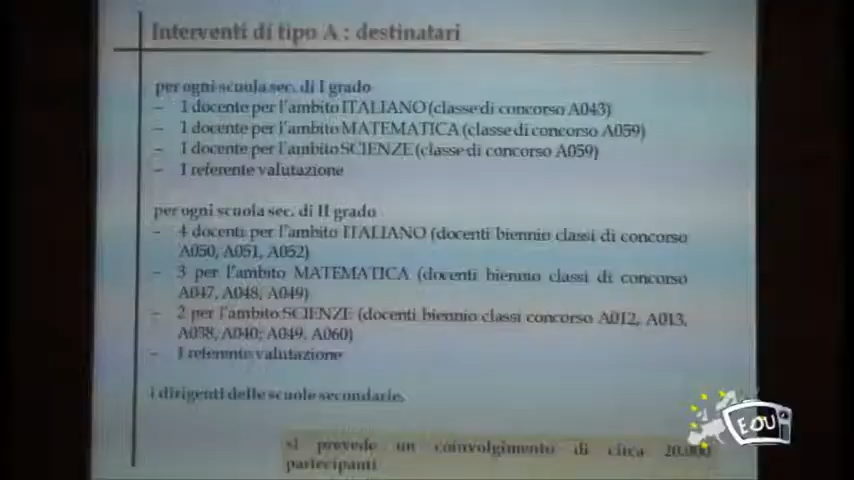 Interventi di tipo A : destinatari
per ogni scuola sec. di I grado
– 1 docente per l'ambito ITALIANO (classe di concorso A043)
– 1 docente per l'ambito MATEMATICA (classe di concorso A059)
– 1 docente per l'ambito SCIENZE (classe di concorso A059)
– 1 referente valutazione
per ogni scuola sec. di II grado
– 4 docenti per l'ambito ITALIANO (docenti biennio classi di concorso
A050, A051, A052)
– 3 per l'ambito MATEMATICA (docenti biennio classi di concorso
A047, A048, A049)
– 2 per l'ambito SCIENZE (docenti biennio classi concorso A012, A013,
A038, A040, A049, A060)
– 1 referente valutazione
i dirigenti delle scuole secondarie.
si prevede un coinvolgimento di circa 20.000
partecipanti
EDU